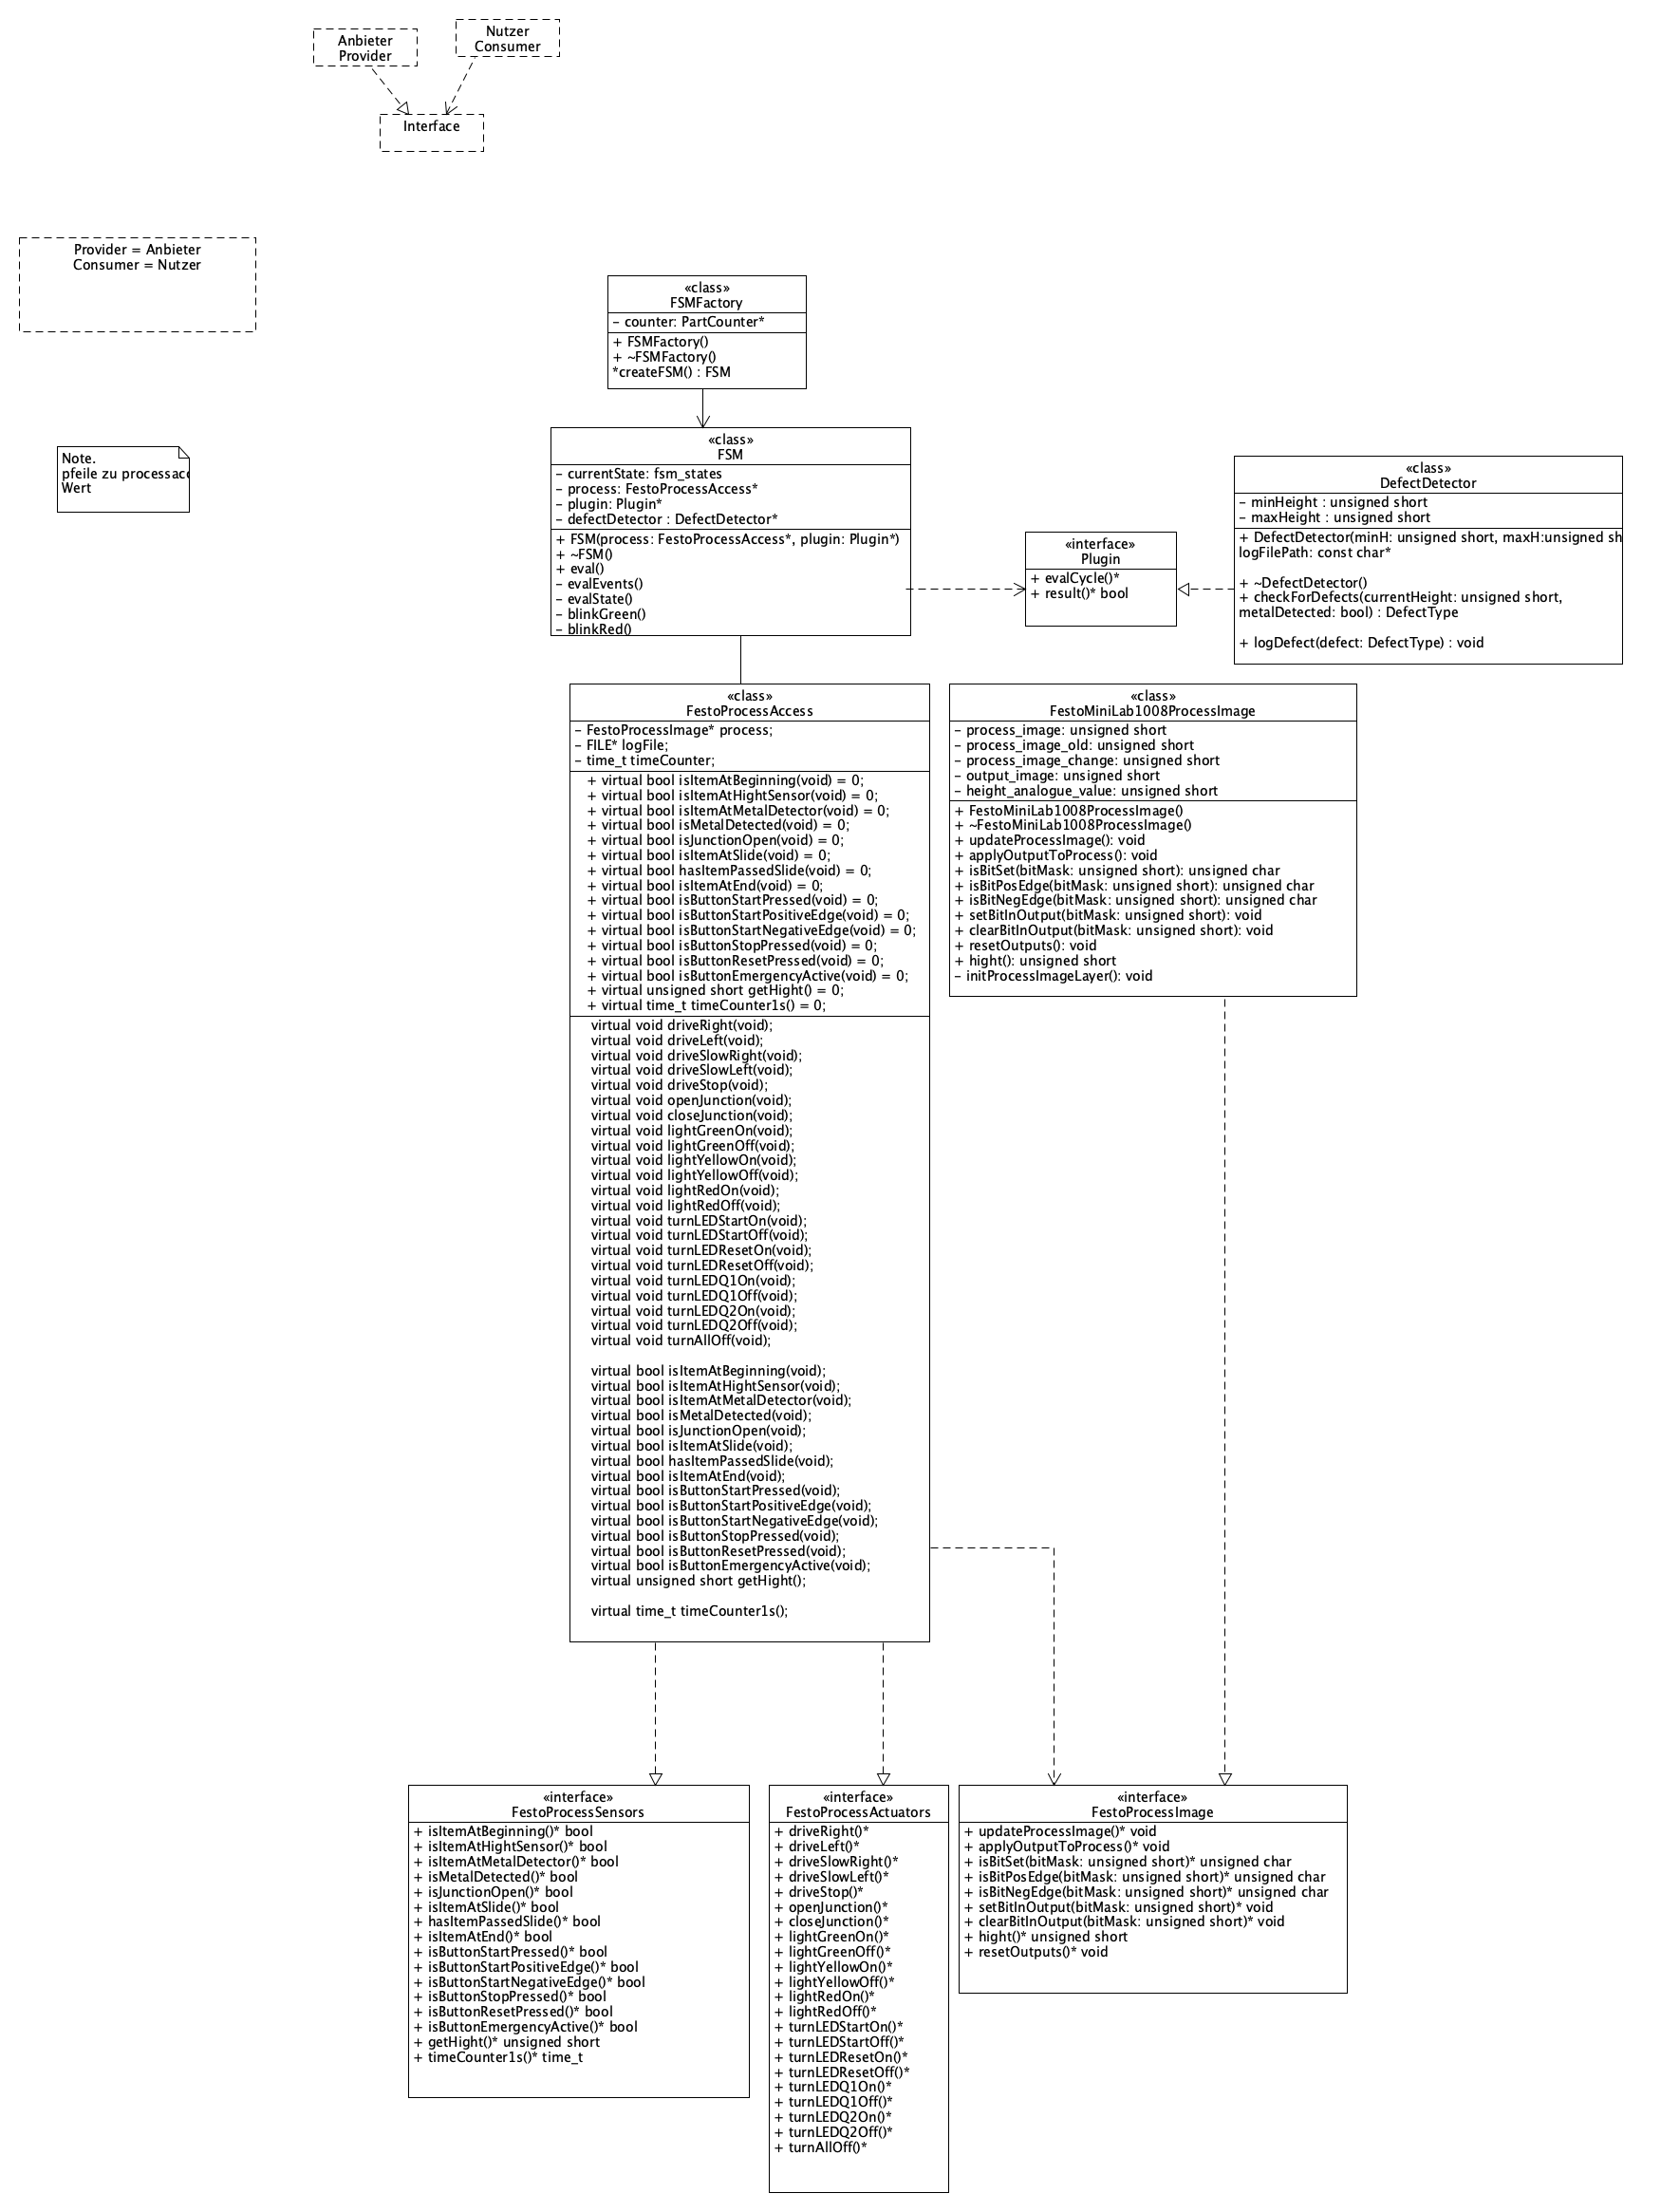 Anbieter
Provider
Nutzer
Consumer
Interface
Provider = Anbieter
Consumer = Nutzer
«class»
FSMFactory
– counter: PartCounter*
+ FSMFactory()
+ ~FSMFactory()
*createFSM() : FSM
Note.
pfeile zu
Wert
«class»
FSM
– currentState: fsm_states
– process: FestoProcessAccess*
– plugin: Plugin*
– defectDetector : DefectDetector*
+ FSM(process: FestoProcessAccess*, plugin: Plugin*)
+ ~FSM()
+ eval()
– evalEvents()
– evalState()
– blinkGreen()
– blinkRed()
«interface»
Plugin
+ evalCycle()*
+ result()* bool
«class»
DefectDetector
– minHeight : unsigned short
– maxHeight : unsigned short
+ DefectDetector(minH: unsigned short, maxH:unsigned sh
logFilePath: const char*
+ ~DefectDetector()
+ checkForDefects(currentHeight: unsigned short,
metalDetected: bool) : DefectType
+ logDefect(defect: DefectType) : void
«class»
FestoProcessAccess
– FestoProcessImage* process;
– FILE* logFile;
– time_t timeCounter;
+ virtual bool isItemAtBeginning(void) = 0;
+ virtual bool isItemAtHightSensor(void) = 0;
+ virtual bool isItemAtMetalDetector(void) = 0;
+ virtual bool isMetalDetected(void) = 0;
+ virtual bool isJunctionOpen(void) = 0;
+ virtual bool isItemAtSlide(void) = 0;
+ virtual bool hasItemPassedSlide(void) = 0;
+ virtual bool isItemAtEnd(void) = 0;
+ virtual bool isButtonStartPressed(void) = 0;
+ virtual bool isButtonStartPositiveEdge(void) = 0;
+ virtual bool isButtonStartNegativeEdge(void) = 0;
+ virtual bool isButtonStopPressed(void) = 0;
+ virtual bool isButtonResetPressed(void) = 0;
+ virtual bool isButtonEmergencyActive(void) = 0;
+ virtual unsigned short getHight() = 0;
+ virtual time_t timeCounter1s() = 0;
virtual void driveRight(void);
virtual void driveLeft(void);
virtual void driveSlowRight(void);
virtual void driveSlowLeft(void);
virtual void driveStop(void);
virtual void openJunction(void);
virtual void closeJunction(void);
virtual void lightGreenOn(void);
virtual void lightGreenOff(void);
virtual void lightYellowOn(void);
virtual void lightYellowOff(void);
virtual void lightRedOn(void);
virtual void lightRedOff(void);
virtual void turnLEDStartOn(void);
virtual void turnLEDStartOff(void);
virtual void turnLEDResetOn(void);
virtual void turnLEDResetOff(void);
virtual void turnLEDQ1On(void);
virtual void turnLEDQ1Off(void);
virtual void turnLEDQ2On(void);
virtual void turnLEDQ2Off(void);
virtual void turnAllOff(void);
virtual bool isItemAtBeginning(void);
virtual bool isItemAtHightSensor(void);
virtual bool isItemAtMetalDetector(void);
virtual bool isMetalDetected(void);
virtual bool isJunctionOpen(void);
virtual bool isItemAtSlide(void);
virtual bool hasItemPassedSlide(void);
virtual bool isItemAtEnd(void);
virtual bool isButtonStartPressed(void);
virtual bool isButtonStartPositiveEdge(void);
virtual bool isButtonStartNegativeEdge(void);
virtual bool isButtonStopPressed(void);
virtual bool isButtonResetPressed(void);
virtual bool isButtonEmergencyActive(void);
virtual unsigned short getHight();
virtual time_t timeCounter1s();
«class»
FestoMiniLab1008ProcessImage
– process_image: unsigned short
– process_image_old: unsigned short
– process_image_change: unsigned short
– output_image: unsigned short
– height_analogue_value: unsigned short
+ FestoMiniLab1008ProcessImage()
+ ~FestoMiniLab1008ProcessImage()
+ updateProcessImage(): void
+ applyOutputToProcess(): void
+ isBitSet(bitMask: unsigned short): unsigned char
+ isBitPosEdge(bitMask: unsigned short): unsigned char
+ isBitNegEdge(bitMask: unsigned short): unsigned char
+ setBitInOutput(bitMask: unsigned short): void
+ clearBitInOutput(bitMask: unsigned short): void
+ resetOutputs(): void
+ hight(): unsigned short
– initProcessImageLayer(): void
«interface»
FestoProcessSensors
+ isItemAtBeginning()* bool
+ isItemAtHightSensor()* bool
+ isItemAtMetalDetector()* bool
+ isMetalDetected()* bool
+ isJunctionOpen()* bool
+ isItemAtSlide()* bool
+ hasItemPassedSlide()* bool
+ isItemAtEnd()* bool
+ isButtonStartPressed()* bool
+ isButtonStartPositiveEdge()* bool
+ isButtonStartNegativeEdge()* bool
+ isButtonStopPressed()* bool
+ isButtonResetPressed()* bool
+ isButtonEmergencyActive()* bool
+ getHight()* unsigned short
+ timeCounter1s()* time_t
«interface»
FestoProcessActuators
+ driveRight()*
+ driveLeft()*
+ driveSlowRight()*
+ driveSlowLeft()*
+ driveStop()*
+ openJunction()*
+ closeJunction()*
+ lightGreenOn()*
+ lightGreenOff()*
+ lightYellowOn()*
+ lightYellowOff()*
+ lightRedOn()*
+ lightRedOff()*
+ turnLEDStartOn()*
+ turnLEDStartOff()*
+ turnLEDResetOn()*
+ turnLEDResetOff()*
+ turnLEDQ1On()*
+ turnLEDQ1Off()*
+ turnLEDQ2On()*
+ turnLEDQ2Off()*
+ turnAllOff()*
«interface»
FestoProcessImage
+ updateProcessImage()* void
+ applyOutputToProcess()* void
+ isBitSet(bitMask: unsigned short)* unsigned char
+ isBitPosEdge(bitMask: unsigned short)* unsigned char
+ isBitNegEdge(bitMask: unsigned short)* unsigned char
+ setBitInOutput(bitMask: unsigned short)* void
+ clearBitInOutput(bitMask: unsigned short)* void
+ hight()* unsigned short
+ resetOutputs()* void